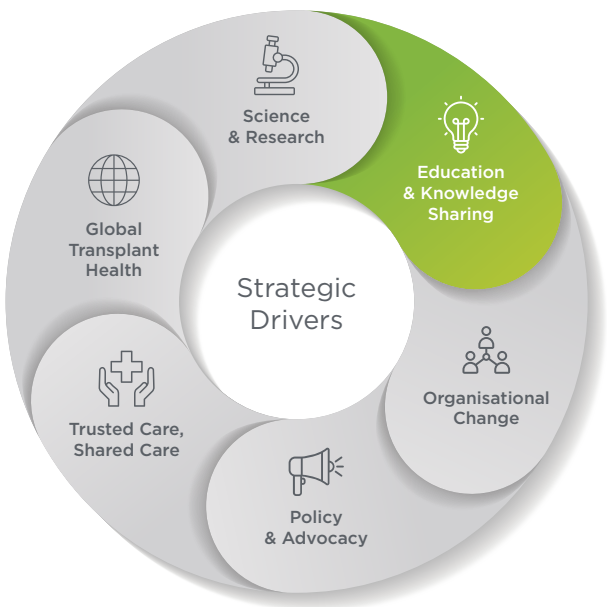 Science
& Research
Education
& Knowledge
Sharing
Global
Transplant
Health
Strategic
Drivers
Organisational
Change
Trusted Care,
Shared Care
Policy
& Advocacy